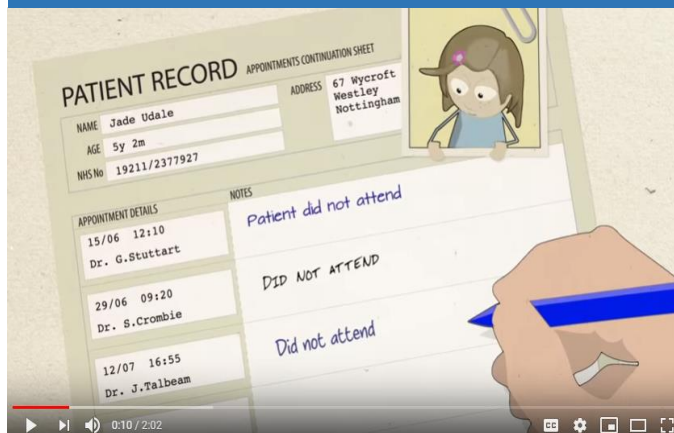 PATIENT RECORD APPOINTMENTS CONTINUATION SHEET
NAME Jade Udale
AGE 5y 2m
NHS No 19211/2377927
ADDRESS 67 Wycroft
Westley
Nottingham
APPOINTMENT DETAILS
NOTES
15/06 12:10
Dr. G.Stuttart
Patient did not attend
29/06 09:20
Dr. S.Crombie
DID NOT ATTEND
12/07 16:55
Dr. J.Talbeam
Did not attend
0:10 / 2:02
CC